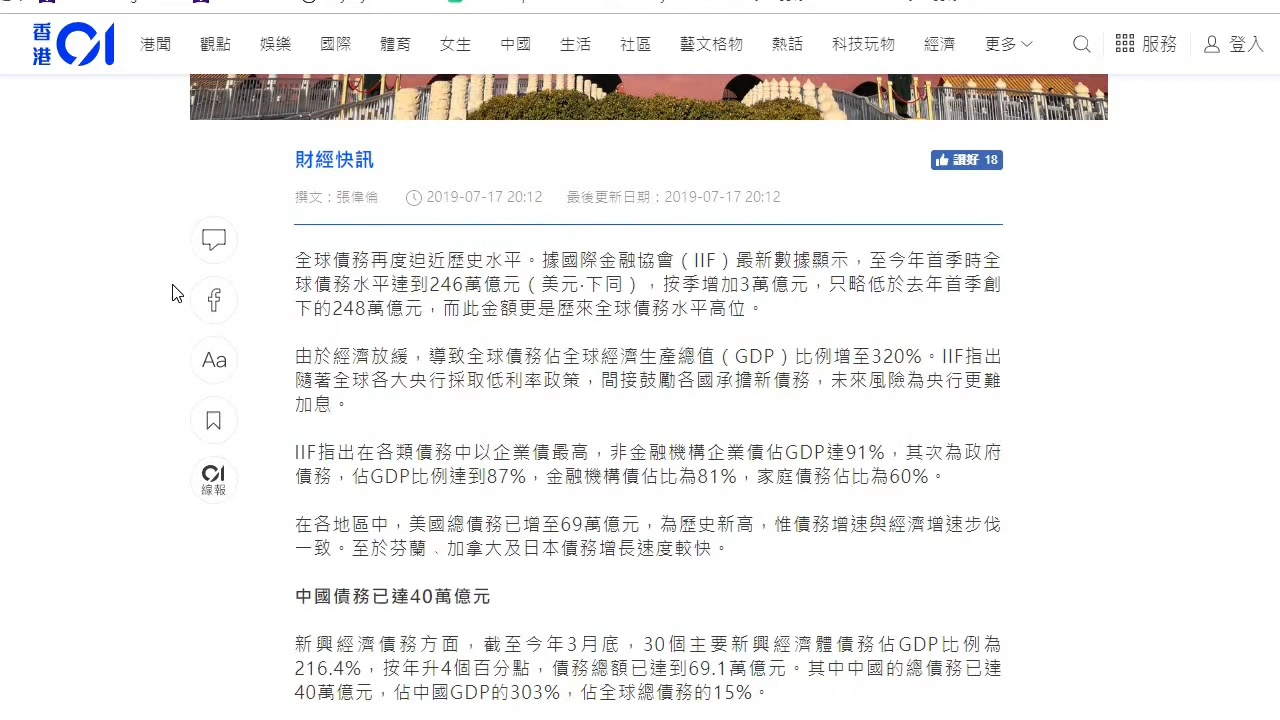 香港01
港聞 觀點 娛樂 國際 體育 女生 中國 生活 社區 藝文格物 熱話 科技玩物 經濟 更多 服務 登入
財經快訊
讚好 18
撰文：張偉倫 2019-07-17 20:12 最後更新日期：2019-07-17 20:12
全球債務再度迫近歷史水平。據國際金融協會（IIF）最新數據顯示，至今年首季時全
球債務水平達到246萬億元（美元·下同），按季增加3萬億元，只略低於去年首季創
下的248萬億元，而此金額更是歷來全球債務水平高位。
由於經濟放緩，導致全球債務佔全球經濟生產總值（GDP）比例增至320%。IIF指出
隨著全球各大央行採取低利率政策，間接鼓勵各國承擔新債務，未來風險為央行更難
加息。
Aa
IIF指出在各類債務中以企業債最高，非金融機構企業債佔GDP達91%，其次為政府
債務，佔GDP比例達到87%，金融機構債佔比為81%，家庭債務佔比為60%。
01
線報
在各地區中，美國總債務已增至69萬億元，為歷史新高，惟債務增速與經濟增速步伐
一致。至於芬蘭、加拿大及日本債務增長速度較快。
中國債務已達40萬億元
新興經濟債務方面，截至今年3月底，30個主要新興經濟體債務佔GDP比例為
216.4%，按年升4個百分點，債務總額已達到69.1萬億元。其中中國的總債務已達
40萬億元，佔中國GDP的303%，佔全球總債務的15%。